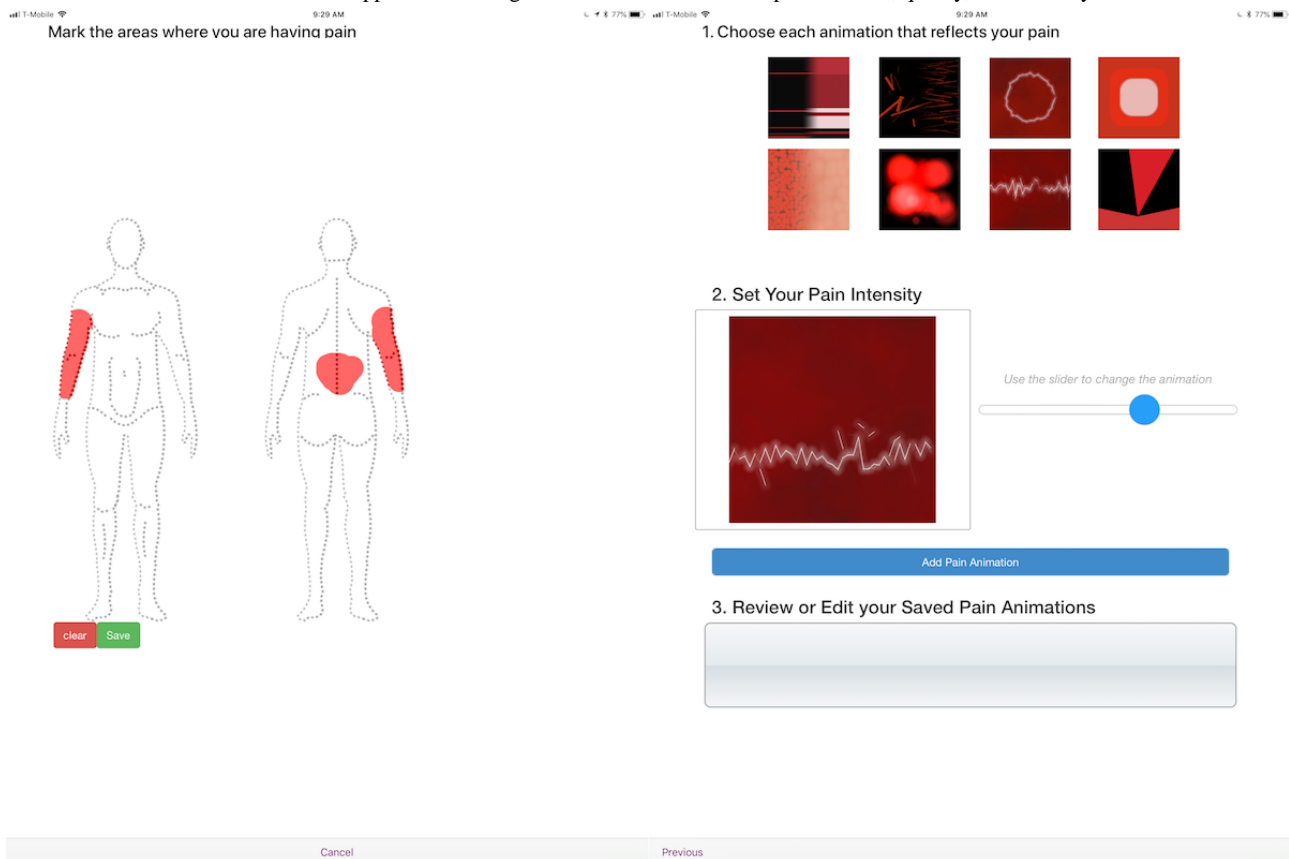 T-Mobile 9:29 AM 77%
Mark the areas where you are having pain
clear Save
Cancel
T-Mobile 9:29 AM 77%
1. Choose each animation that reflects your pain
2. Set Your Pain Intensity
Use the slider to change the animation
Add Pain Animation
3. Review or Edit your Saved Pain Animations
Previous